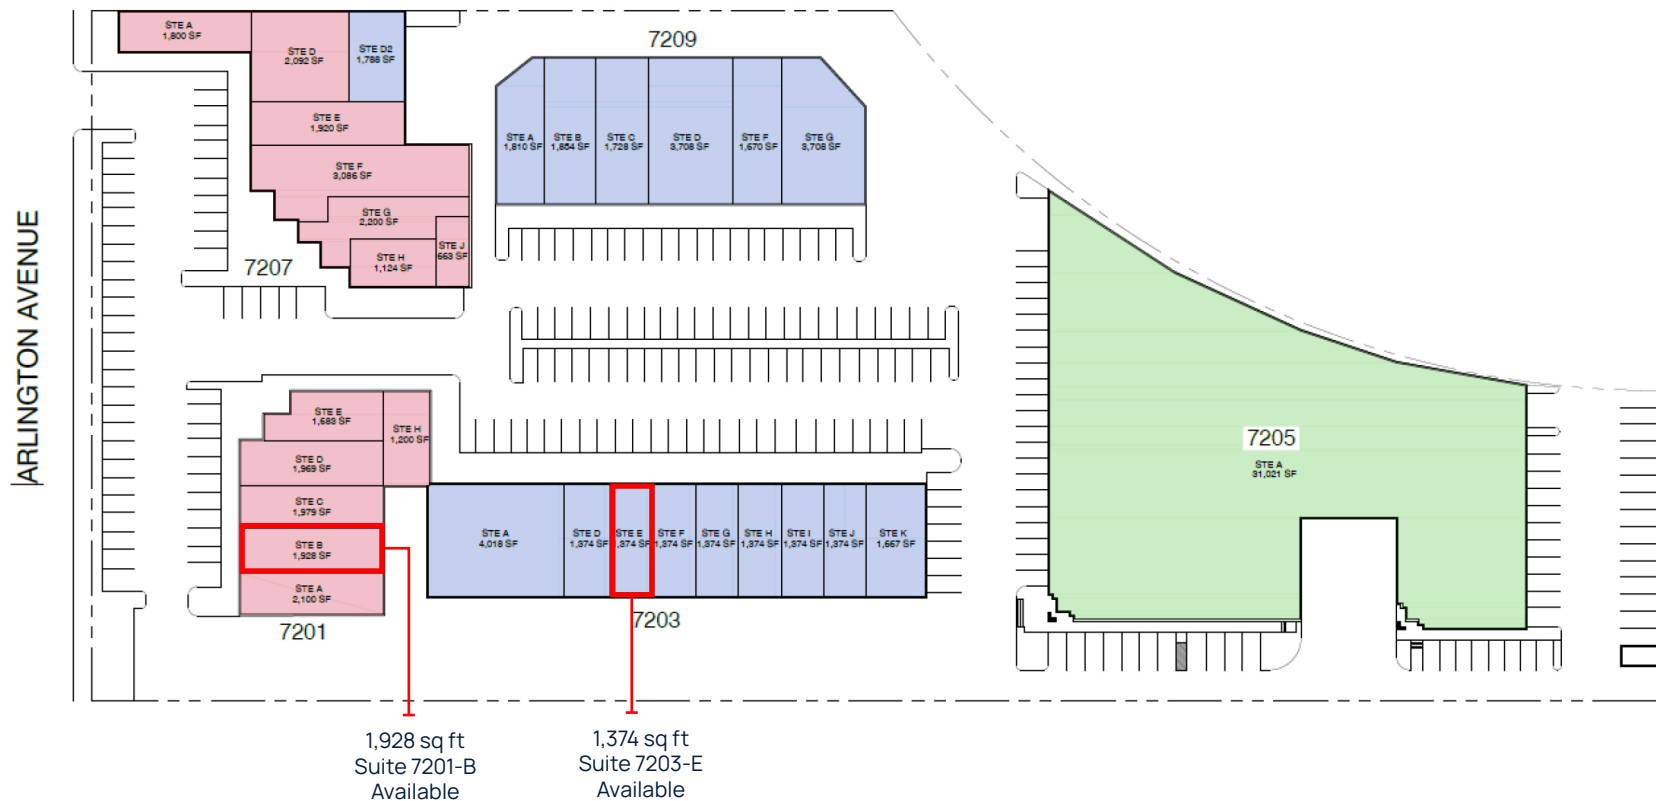 STE A
1,800 SF
STE D
2,092 SF
STE D2
1,788 SF
STE E
1,920 SF
STE F
3,086 SF
STE G
2,200 SF
STE J
663 SF
STE H
1,124 SF
7207
7209
STE A
1,810 SF
STE B
1,854 SF
STE C
1,728 SF
STE D
3,708 SF
STE F
1,670 SF
STE G
3,708 SF
ARLINGTON AVENUE
STE E
1,683 SF
STE H
1,200 SF
STE D
1,969 SF
STE C
1,979 SF
STE B
1,928 SF
STE A
2,100 SF
7201
STE A
4,018 SF
STE D
1,374 SF
STE E
1,374 SF
STE F
1,374 SF
STE G
1,374 SF
STE H
1,374 SF
STE I
1,374 SF
STE J
1,374 SF
STE K
1,667 SF
7203
7205
STE A
31,021 SF
1,928 sq ft
Suite 7201-B
Available
1,374 sq ft
Suite 7203-E
Available